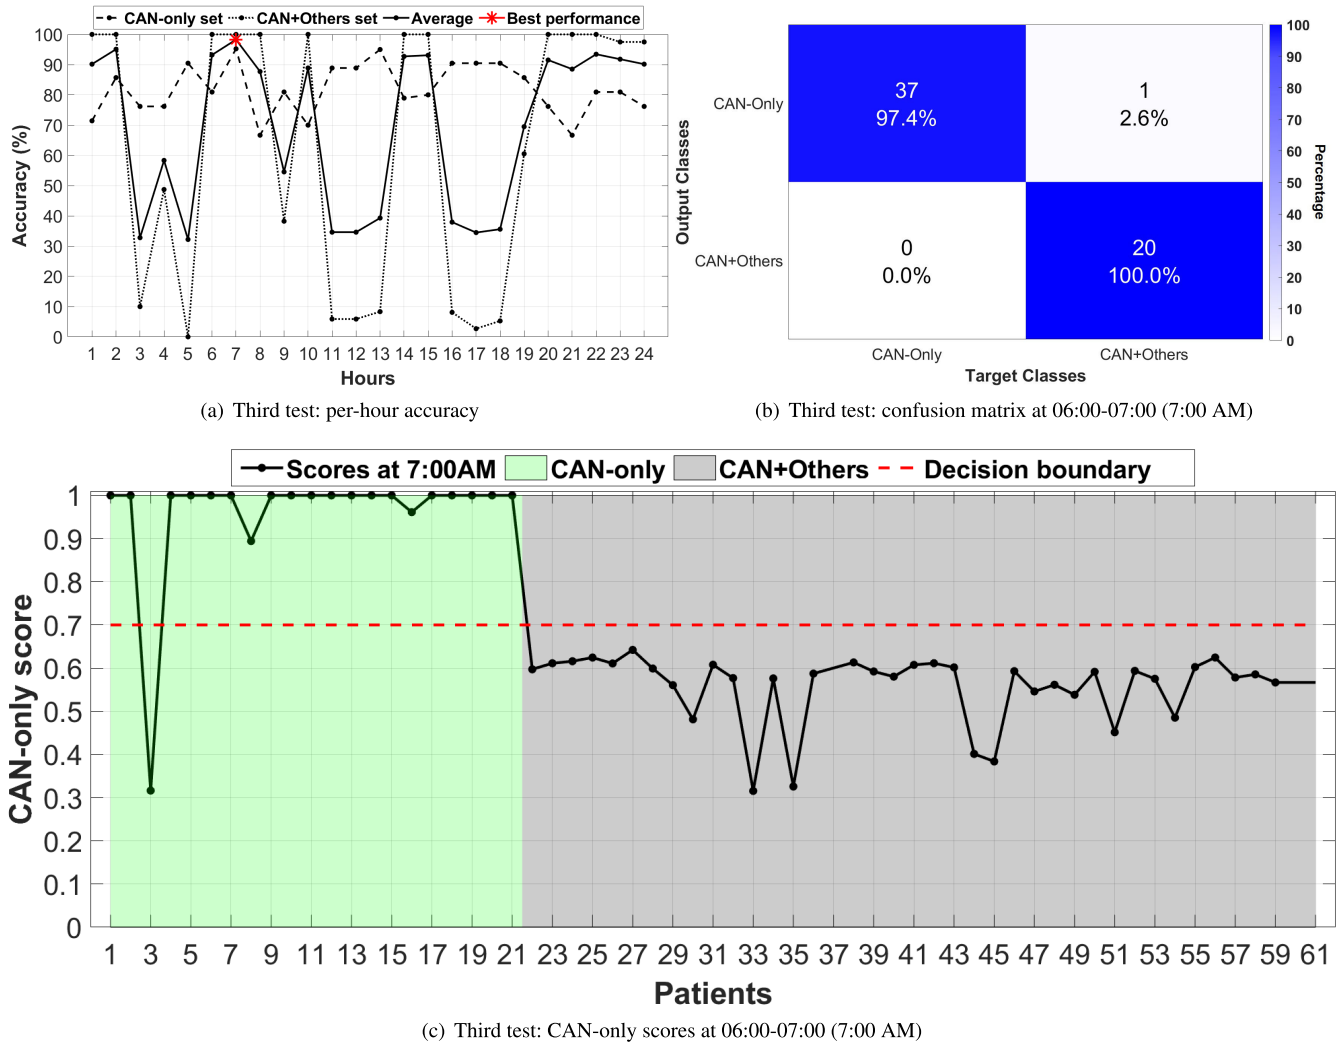 CAN-only set CAN+Others set Average Best performance
100
90
80
70
60
50
40
30
20
10
0
Accuracy (%)
1 2 3 4 5 6 7 8 9 10 11 12 13 14 15 16 17 18 19 20 21 22 23 24
Hours
(a) Third test: per-hour accuracy
Output Classes
CAN-Only
CAN+Others
37
97.4%
1
2.6%
0
0.0%
20
100.0%
CAN-Only CAN+Others
Target Classes
100
90
80
70
60
50
40
30
20
10
0
Percentage
(b) Third test: confusion matrix at 06:00-07:00 (7:00 AM)
Scores at 7:00AM CAN-only CAN+Others Decision boundary
1
0.9
0.8
0.7
0.6
0.5
0.4
0.3
0.2
0.1
0
CAN-only score
1 3 5 7 9 11 13 15 17 19 21 23 25 27 29 31 33 35 37 39 41 43 45 47 49 51 53 55 57 59 61
Patients
(c) Third test: CAN-only scores at 06:00-07:00 (7:00 AM)